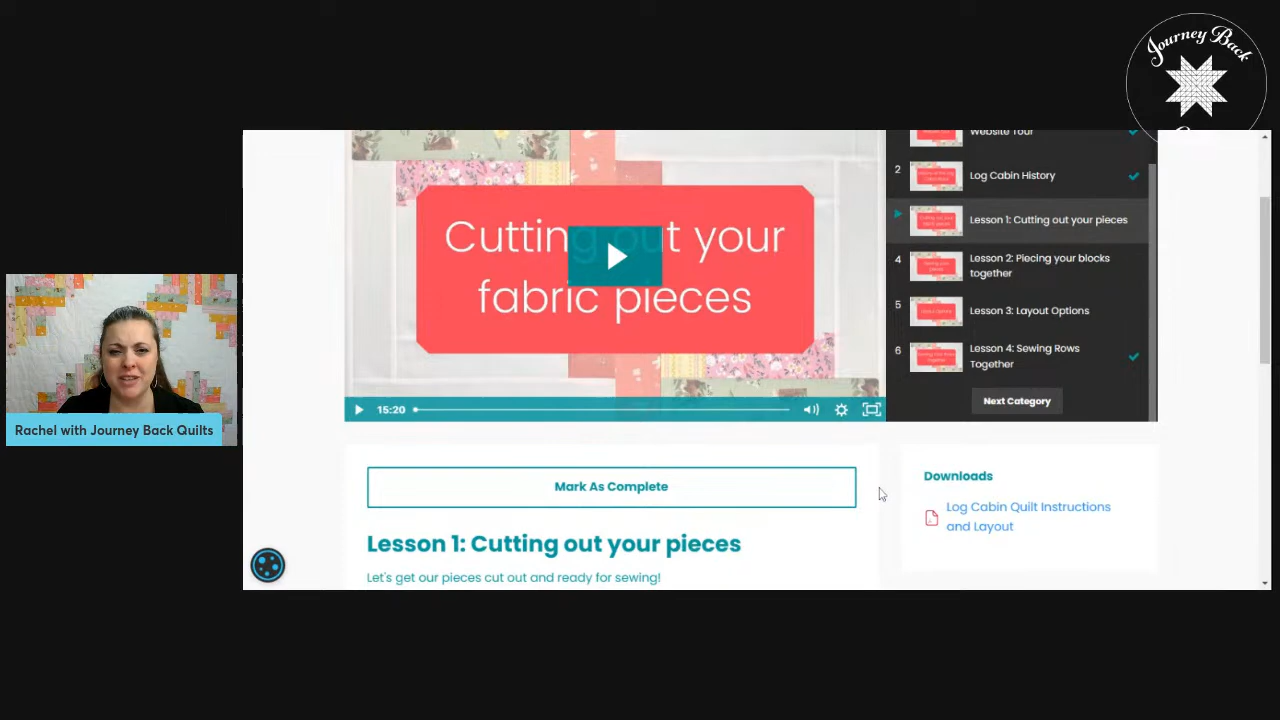 Journey Back
Website Tour
2
Log Cabin History
Lesson 1: Cutting out your pieces
4
Lesson 2: Piecing your blocks
together
5
Lesson 3: Layout Options
6
Lesson 4: Sewing Rows
Together
Next Category
Cutting out your
fabric pieces
15:20
Rachel with Journey Back Quilts
Mark As Complete
Lesson 1: Cutting out your pieces
Let's get our pieces cut out and ready for sewing!
Downloads
Log Cabin Quilt Instructions
and Layout